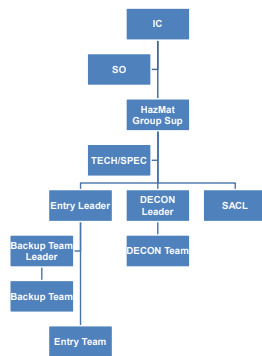 IC
SO
HazMat
Group Sup
TECH/SPEC
Entry Leader
DECON
Leader
SACL
Backup Team
Leader
DECON Team
Backup Team
Entry Team